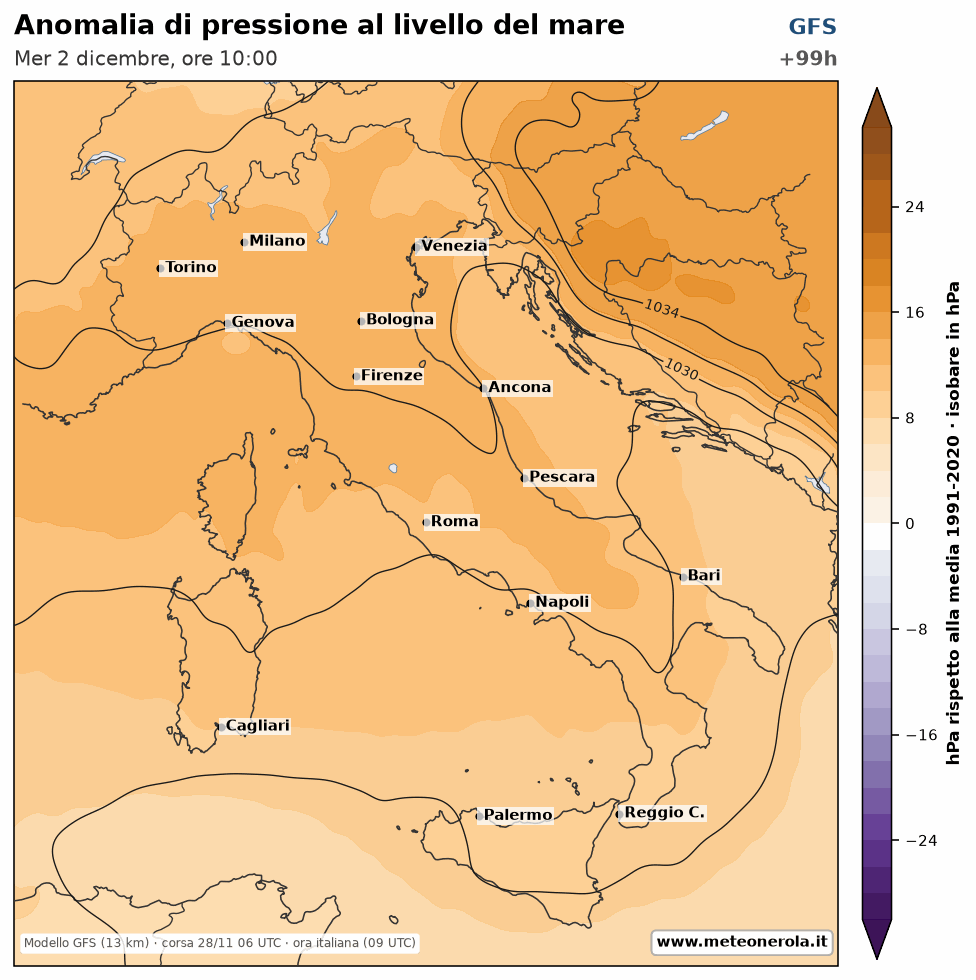 Anomalia di pressione al livello del mare
GFS
Mer 2 dicembre, ore 10:00
+99h
Milano
Venezia
Torino
Genova
Bologna
1034
1030
Firenze
Ancona
Pescara
Roma
Bari
Napoli
Cagliari
Palermo
Reggio C.
Modello GFS (13 km) · corsa 28/11 06 UTC · ora italiana (09 UTC)
www.meteonerola.it
24
16
8
0
−8
−16
−24
hPa rispetto alla media 1991-2020 · isobare in hPa